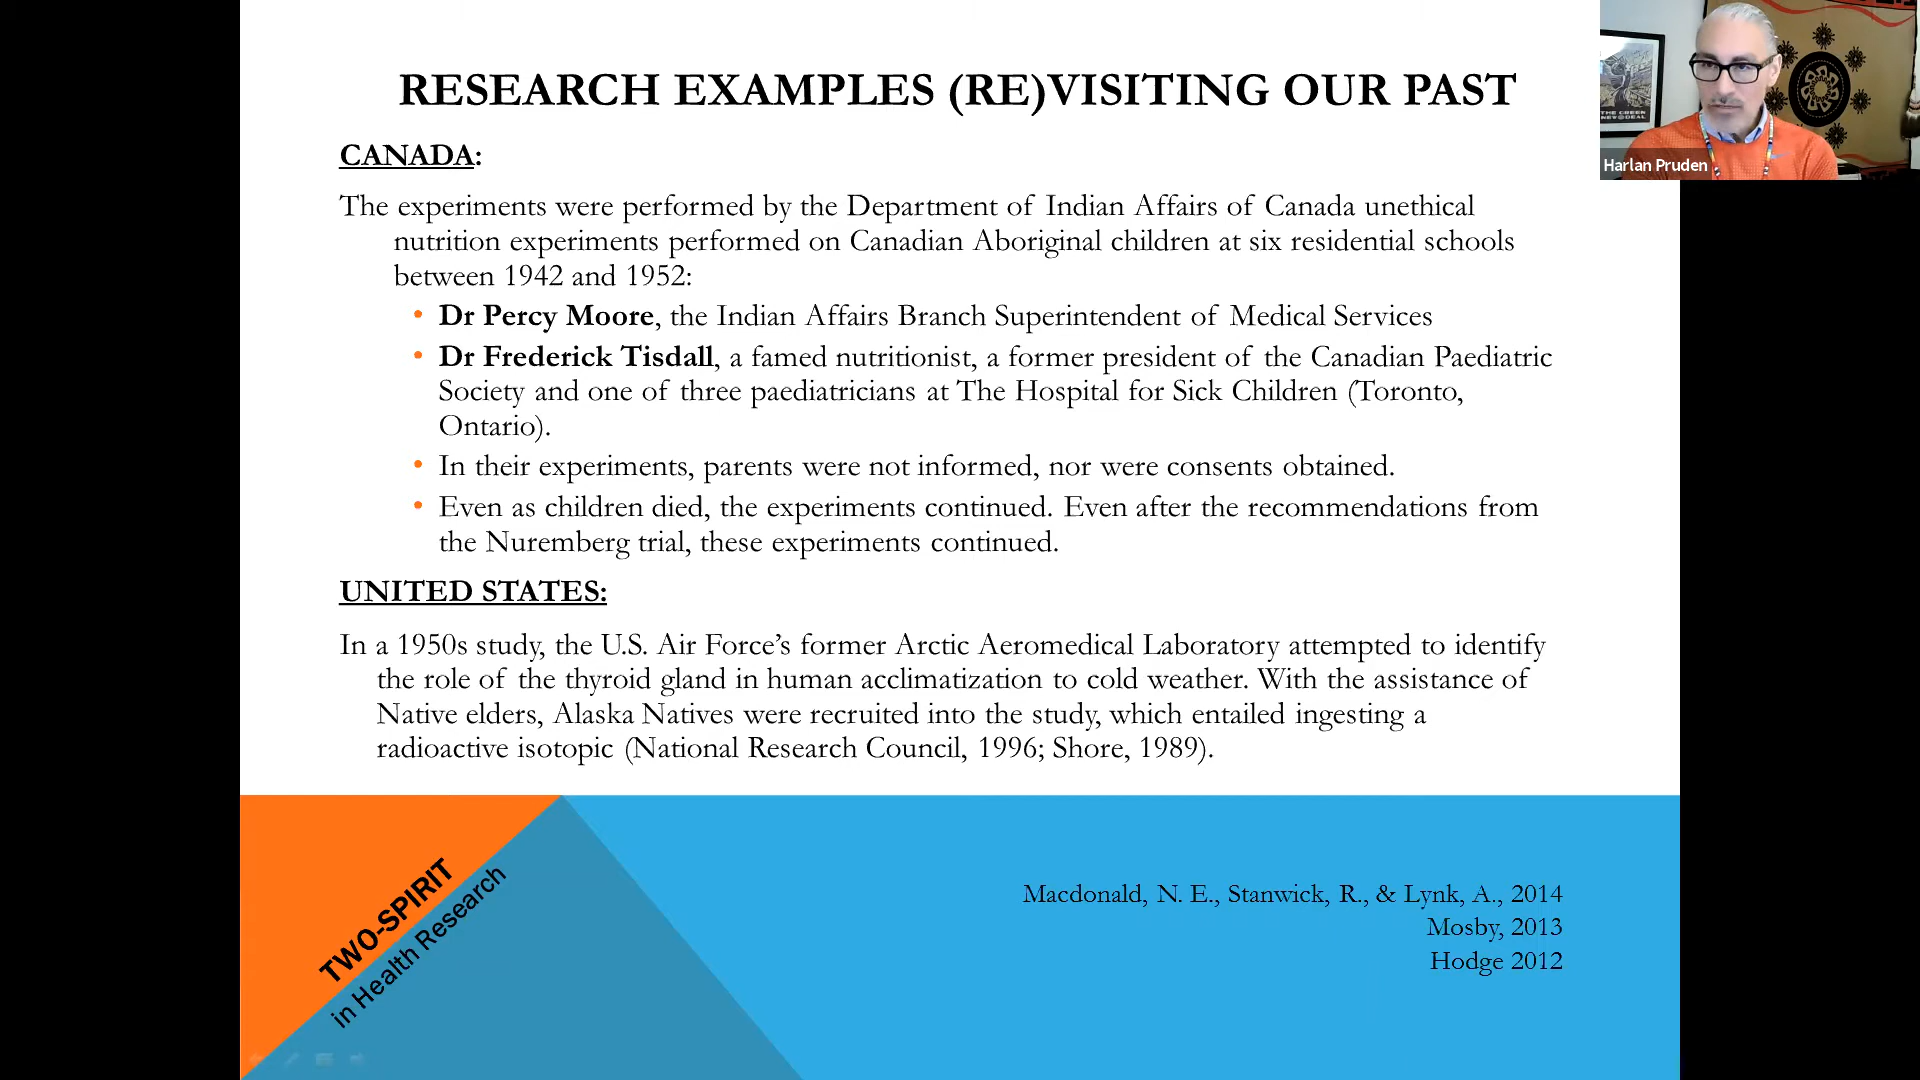 RESEARCH EXAMPLES (RE)VISITING OUR PAST
CANADA:
The experiments were performed by the Department of Indian Affairs of Canada unethical
nutrition experiments performed on Canadian Aboriginal children at six residential schools
between 1942 and 1952:
• Dr Percy Moore, the Indian Affairs Branch Superintendent of Medical Services
• Dr Frederick Tisdall, a famed nutritionist, a former president of the Canadian Paediatric
Society and one of three paediatricians at The Hospital for Sick Children (Toronto,
Ontario).
• In their experiments, parents were not informed, nor were consents obtained.
• Even as children died, the experiments continued. Even after the recommendations from
the Nuremberg trial, these experiments continued.
UNITED STATES:
In a 1950s study, the U.S. Air Force’s former Arctic Aeromedical Laboratory attempted to identify
the role of the thyroid gland in human acclimatization to cold weather. With the assistance of
Native elders, Alaska Natives were recruited into the study, which entailed ingesting a
radioactive isotopic (National Research Council, 1996; Shore, 1989).
TWO-SPIRIT
in Health Research
Macdonald, N. E., Stanwick, R., & Lynk, A., 2014
Mosby, 2013
Hodge 2012
Harlan Pruden